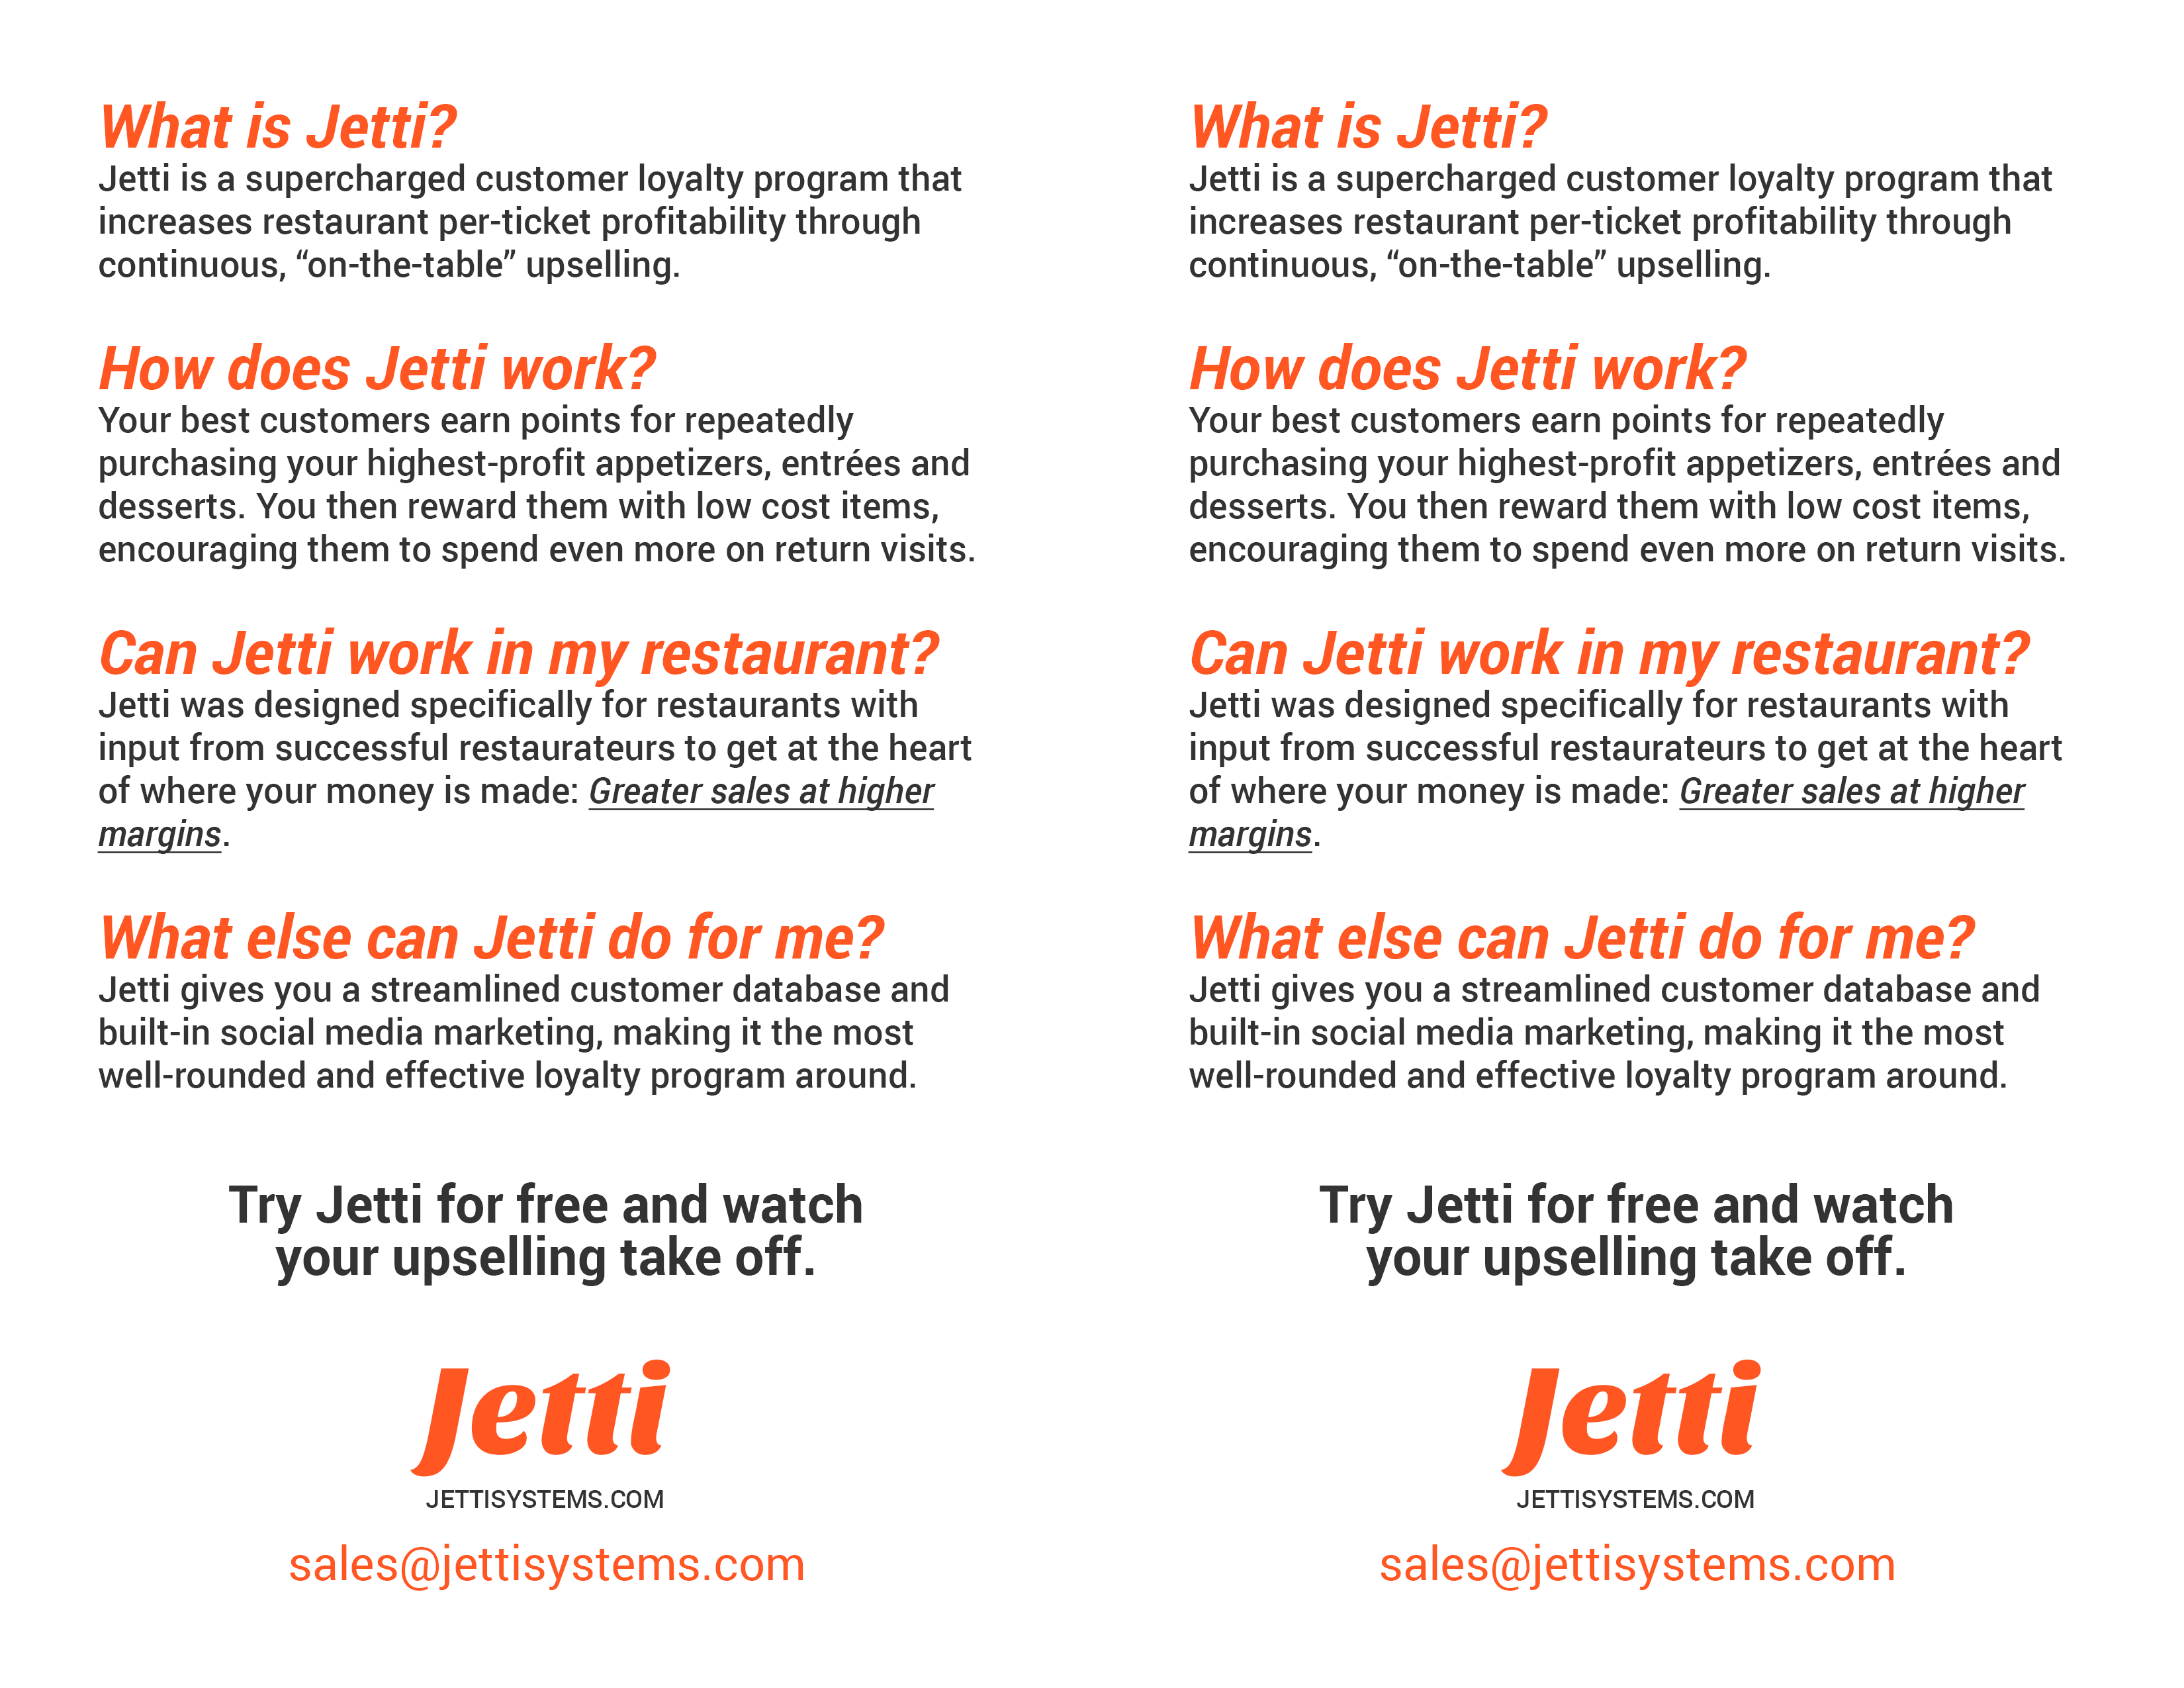 What is Jetti?
Jetti is a supercharged customer loyalty program that
increases restaurant per-ticket profitability through
continuous, “on-the-table” upselling.
How does Jetti work?
Your best customers earn points for repeatedly
purchasing your highest-profit appetizers, entrées and
desserts. You then reward them with low cost items,
encouraging them to spend even more on return visits.
Can Jetti work in my restaurant?
Jetti was designed specifically for restaurants with
input from successful restaurateurs to get at the heart
of where your money is made: Greater sales at higher
margins.
What else can Jetti do for me?
Jetti gives you a streamlined customer database and
built-in social media marketing, making it the most
well-rounded and effective loyalty program around.
Try Jetti for free and watch
your upselling take off.
Jetti
JETTISYSTEMS.COM
sales@jettisystems.com
What is Jetti?
Jetti is a supercharged customer loyalty program that
increases restaurant per-ticket profitability through
continuous, “on-the-table” upselling.
How does Jetti work?
Your best customers earn points for repeatedly
purchasing your highest-profit appetizers, entrées and
desserts. You then reward them with low cost items,
encouraging them to spend even more on return visits.
Can Jetti work in my restaurant?
Jetti was designed specifically for restaurants with
input from successful restaurateurs to get at the heart
of where your money is made: Greater sales at higher
margins.
What else can Jetti do for me?
Jetti gives you a streamlined customer database and
built-in social media marketing, making it the most
well-rounded and effective loyalty program around.
Try Jetti for free and watch
your upselling take off.
Jetti
JETTISYSTEMS.COM
sales@jettisystems.com